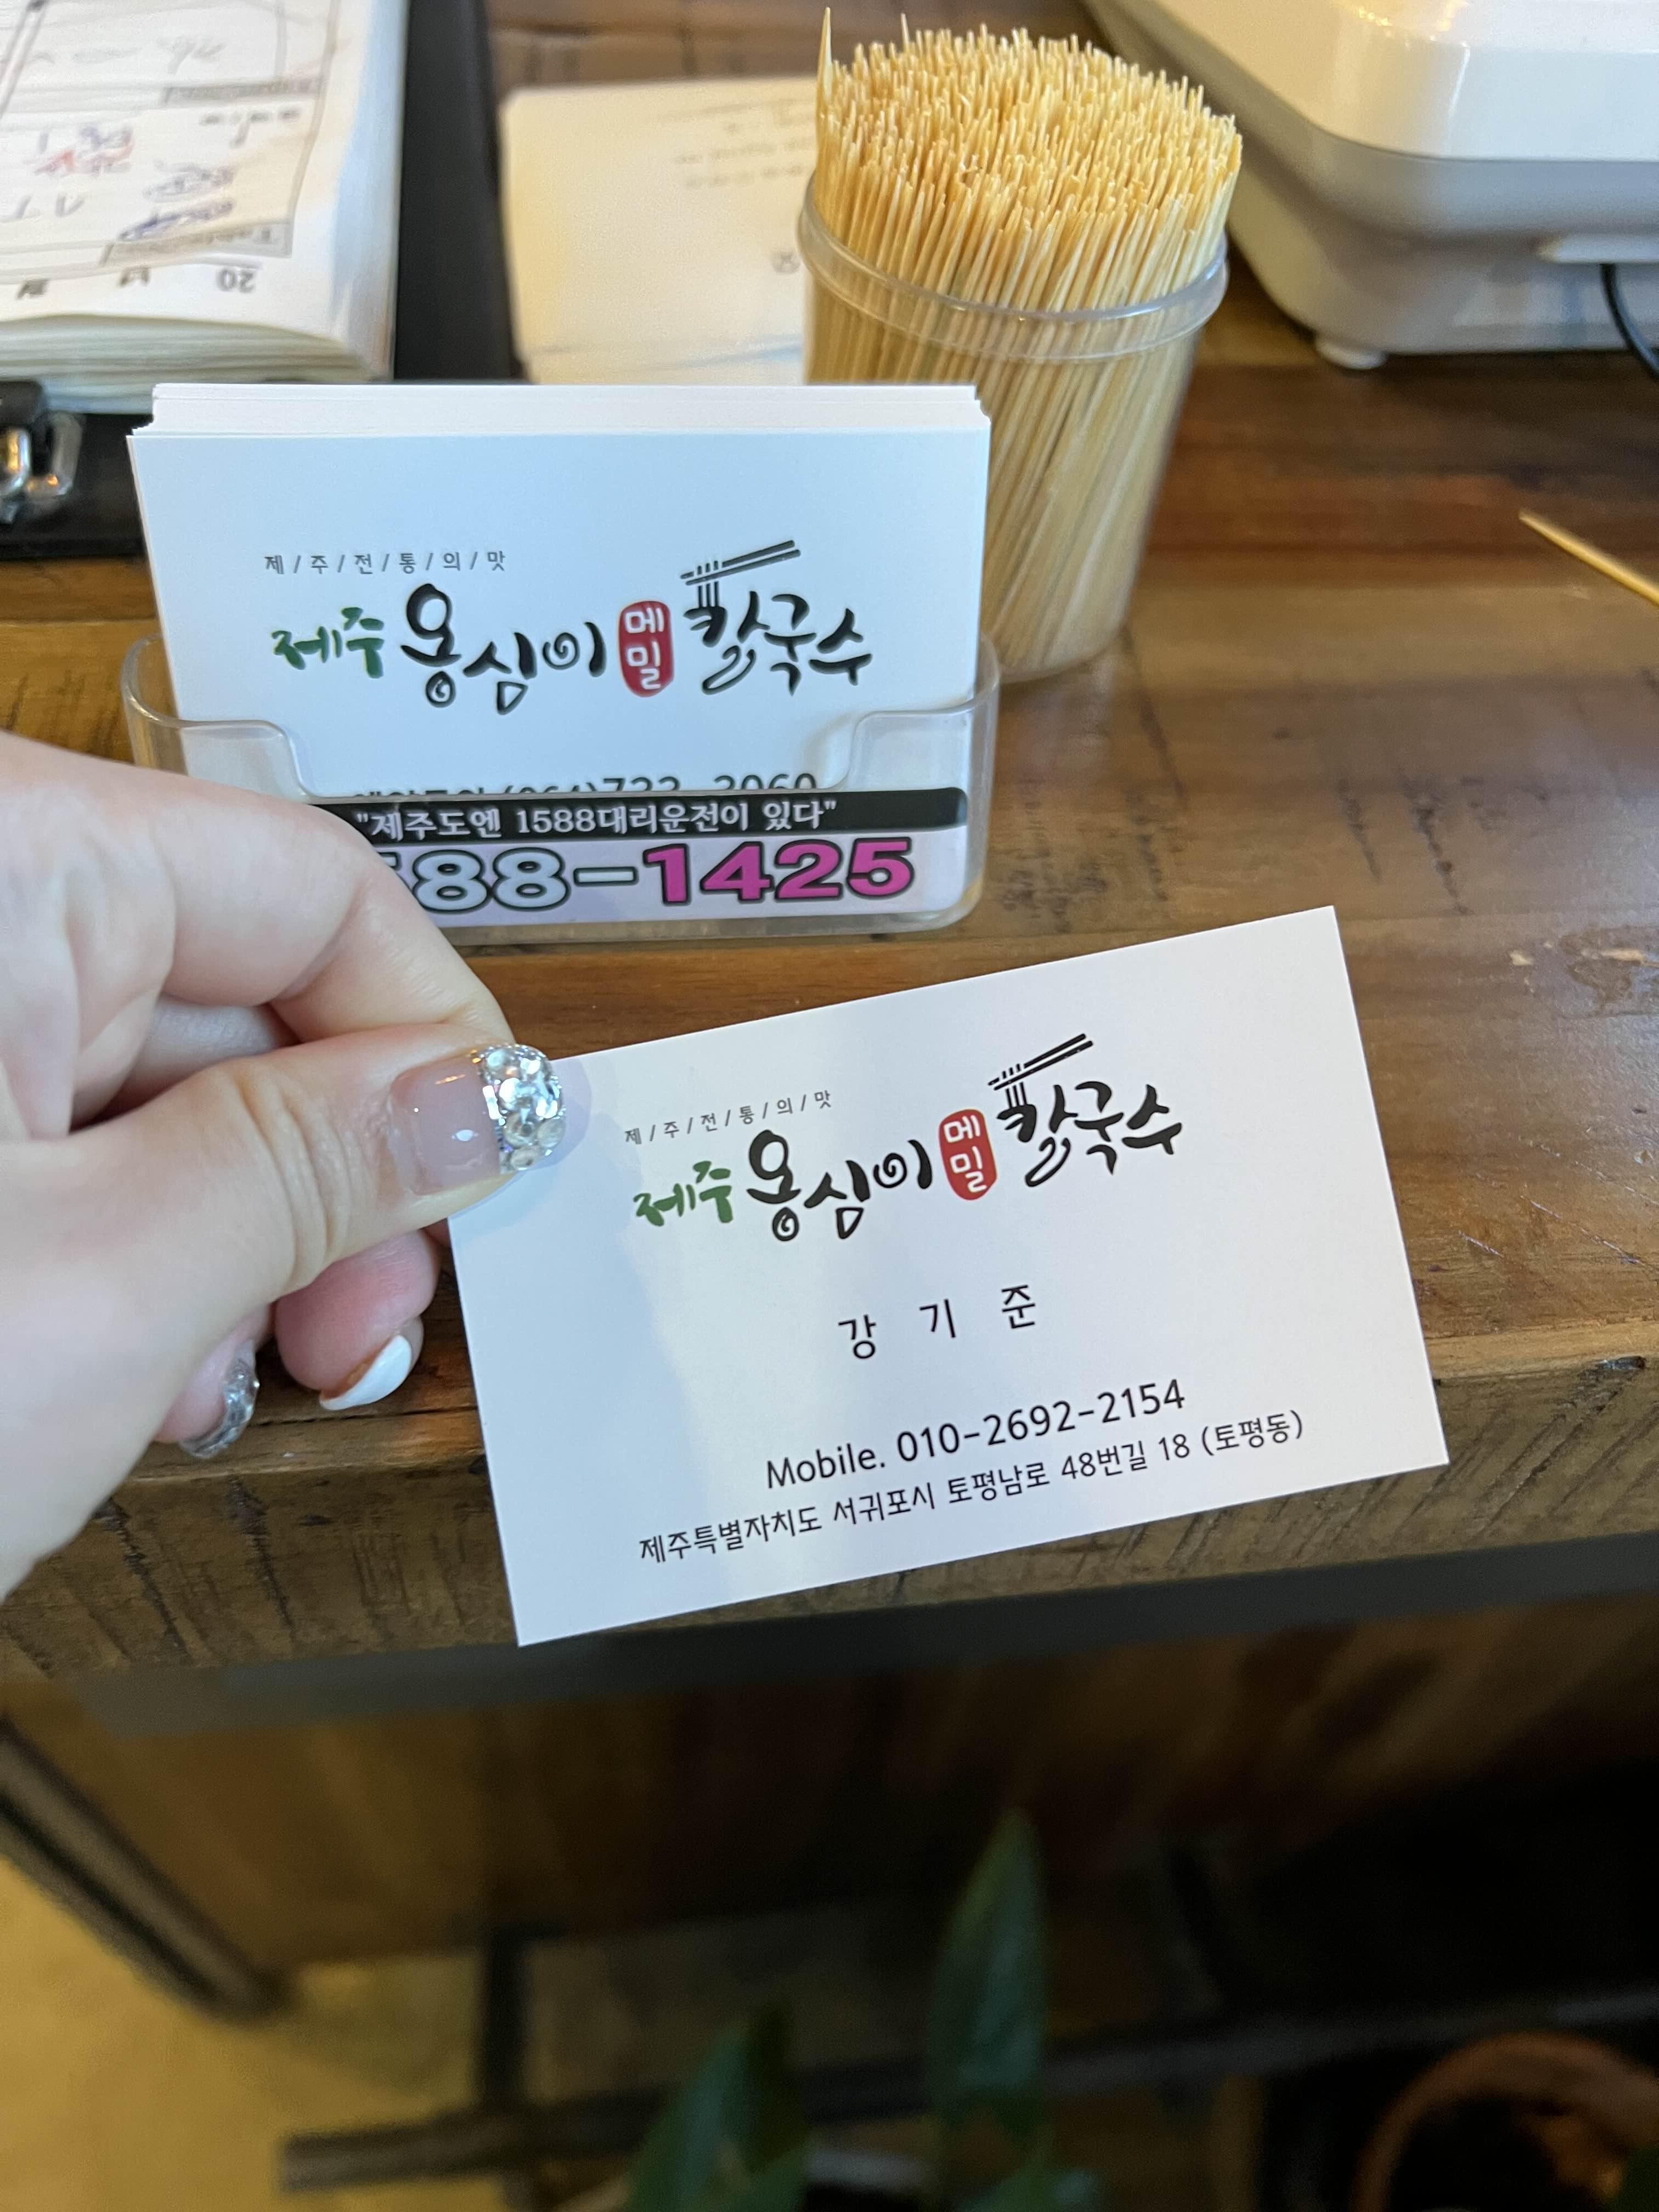 제/주/전/통/의/맛
제주 옹심이 메밀 칼국수
"제주도엔 1588대리운전이 있다"
88-1425
제/주/전/통/의/맛
제주 옹심이 메밀 칼국수
강 기 준
Mobile. 010-2692-2154
제주특별자치도 서귀포시 토평남로 48번길 18 (토평동)